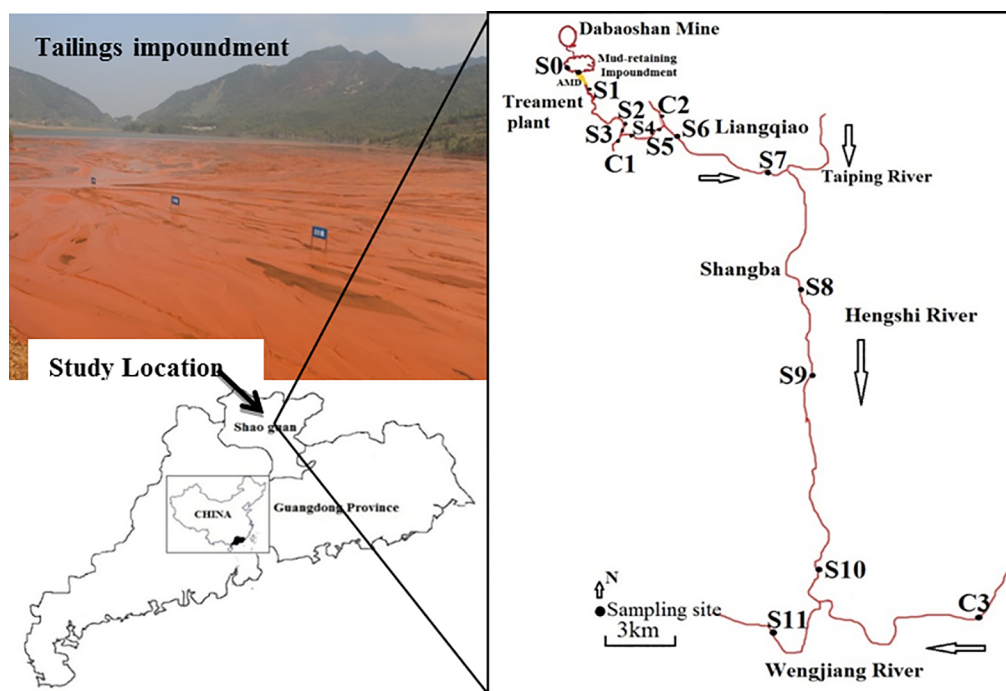 Tailings impoundment
Study Location
Shao guan
CHINA
Guangdong Province
Dabaoshan Mine
S0
Mud-retaining
Impoundment
AMD
S1
Treament
plant
S2
C2
S3
S4
S5
S6
Liangqiao
C1
S7
Taiping River
Shangba
S8
Hengshi River
S9
S10
N
Sampling site
3km
S11
C3
Wengjiang River